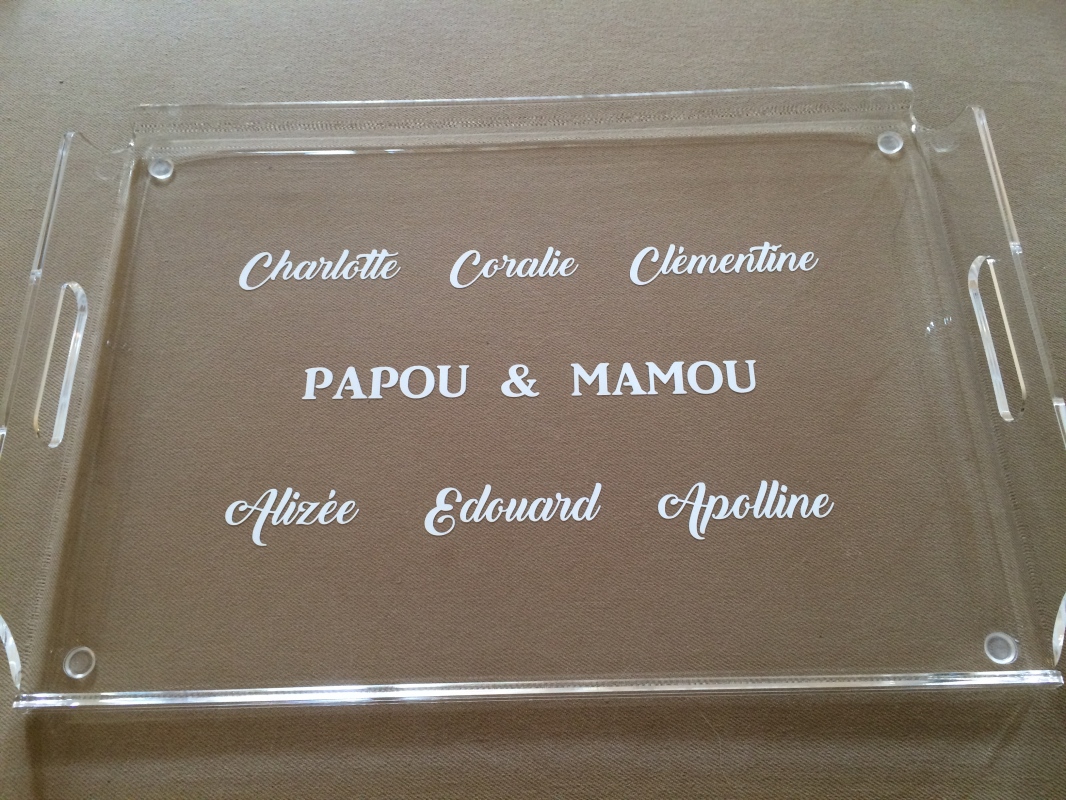 Charlotte Coralie Clémentine
PAPOU & MAMOU
Alizée Edouard Apolline